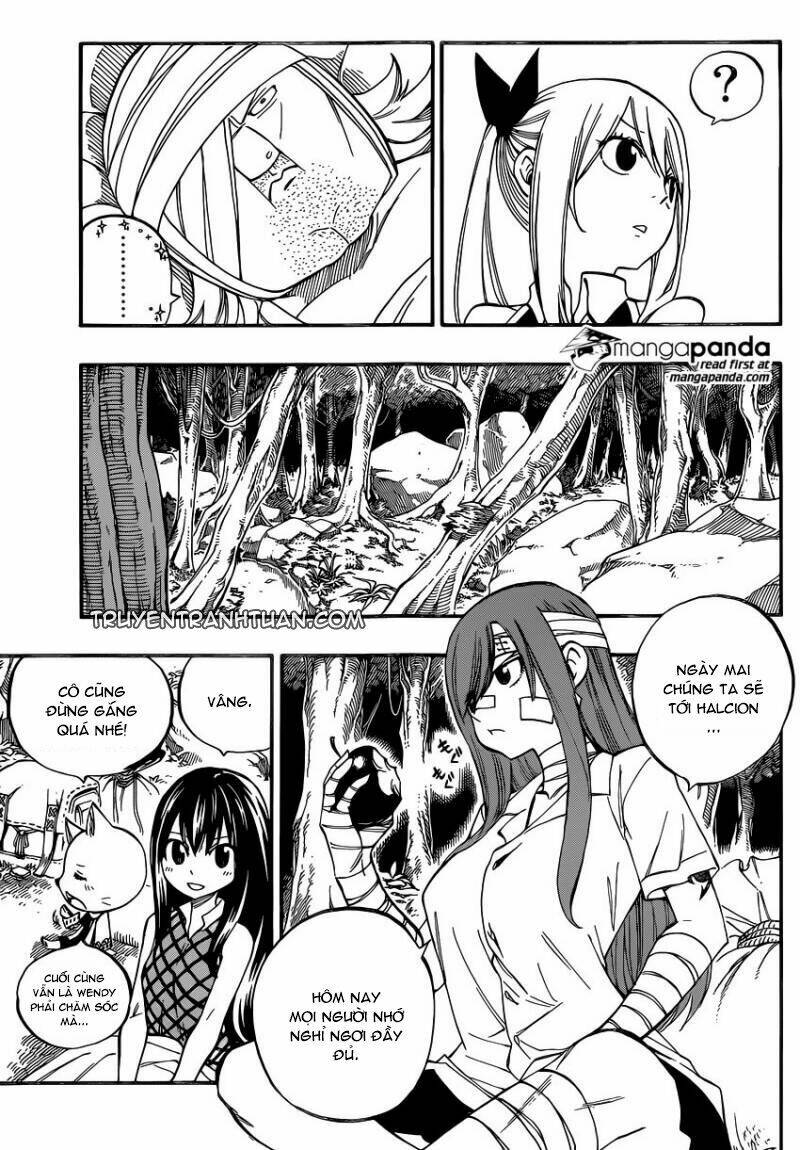 ?
..........
mangapanda
read first at
mangapanda.com
TRUYENTRANHTUAN.COM
NGÀY MAI
CHÚNG TA SẼ
TỚI HALCION
...
HÔM NAY
MỌI NGƯỜI NHỚ
NGHỈ NGƠI ĐẦY
ĐỦ.
VÂNG.
CÔ CŨNG
ĐỪNG GẮNG
QUÁ NHÉ!
CUỐI CÙNG
VẪN LÀ WENDY
PHẢI CHĂM SÓC
MÀ...